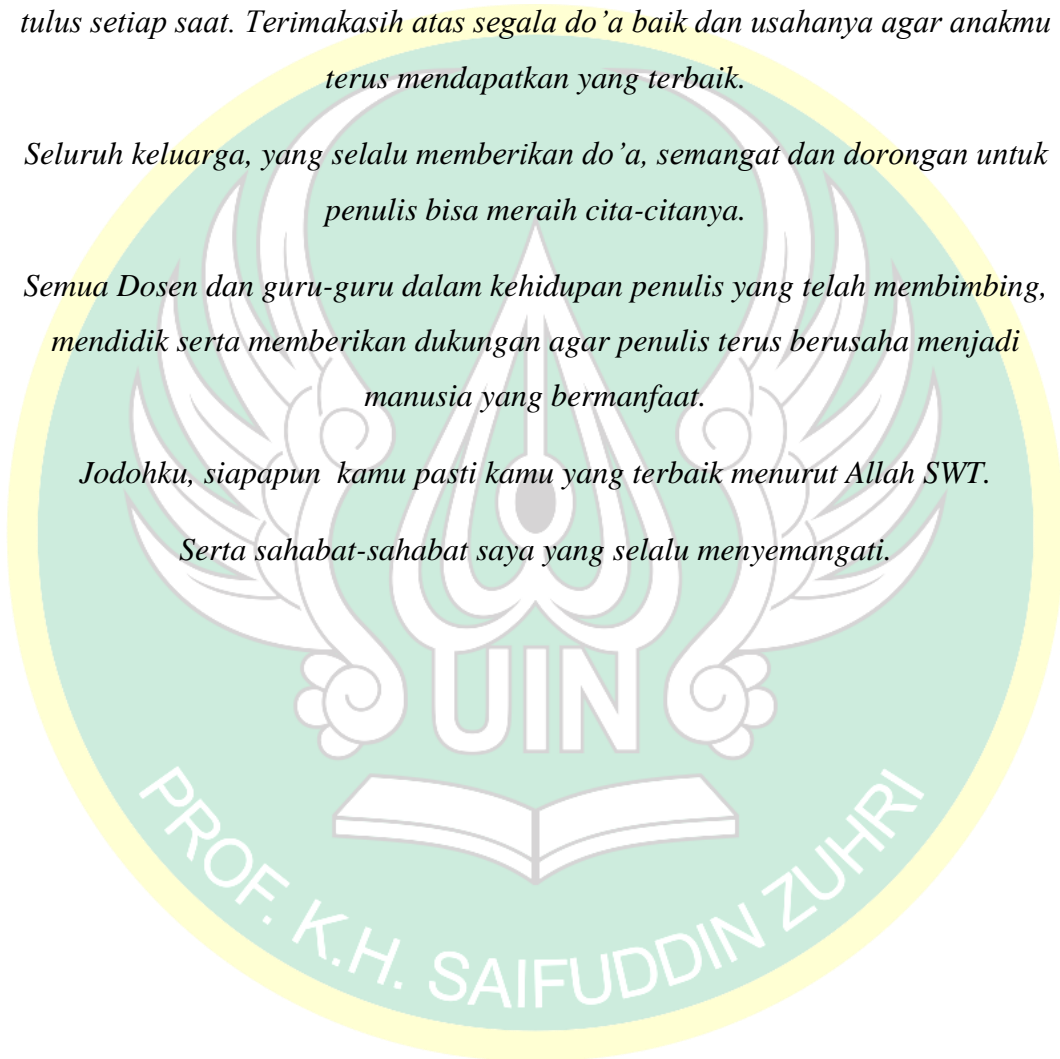 tulus setiap saat. Terimakasih atas segala do’a baik dan usahanya agar anakmu
terus mendapatkan yang terbaik.
Seluruh keluarga, yang selalu memberikan do’a, semangat dan dorongan untuk
penulis bisa meraih cita-citanya.
Semua Dosen dan guru-guru dalam kehidupan penulis yang telah membimbing,
mendidik serta memberikan dukungan agar penulis terus berusaha menjadi
manusia yang bermanfaat.
Jodohku, siapapun kamu pasti kamu yang terbaik menurut Allah SWT.
Serta sahabat-sahabat saya yang selalu menyemangati.
UIN
PROF. K.H. SAIFUDDIN ZUHRI